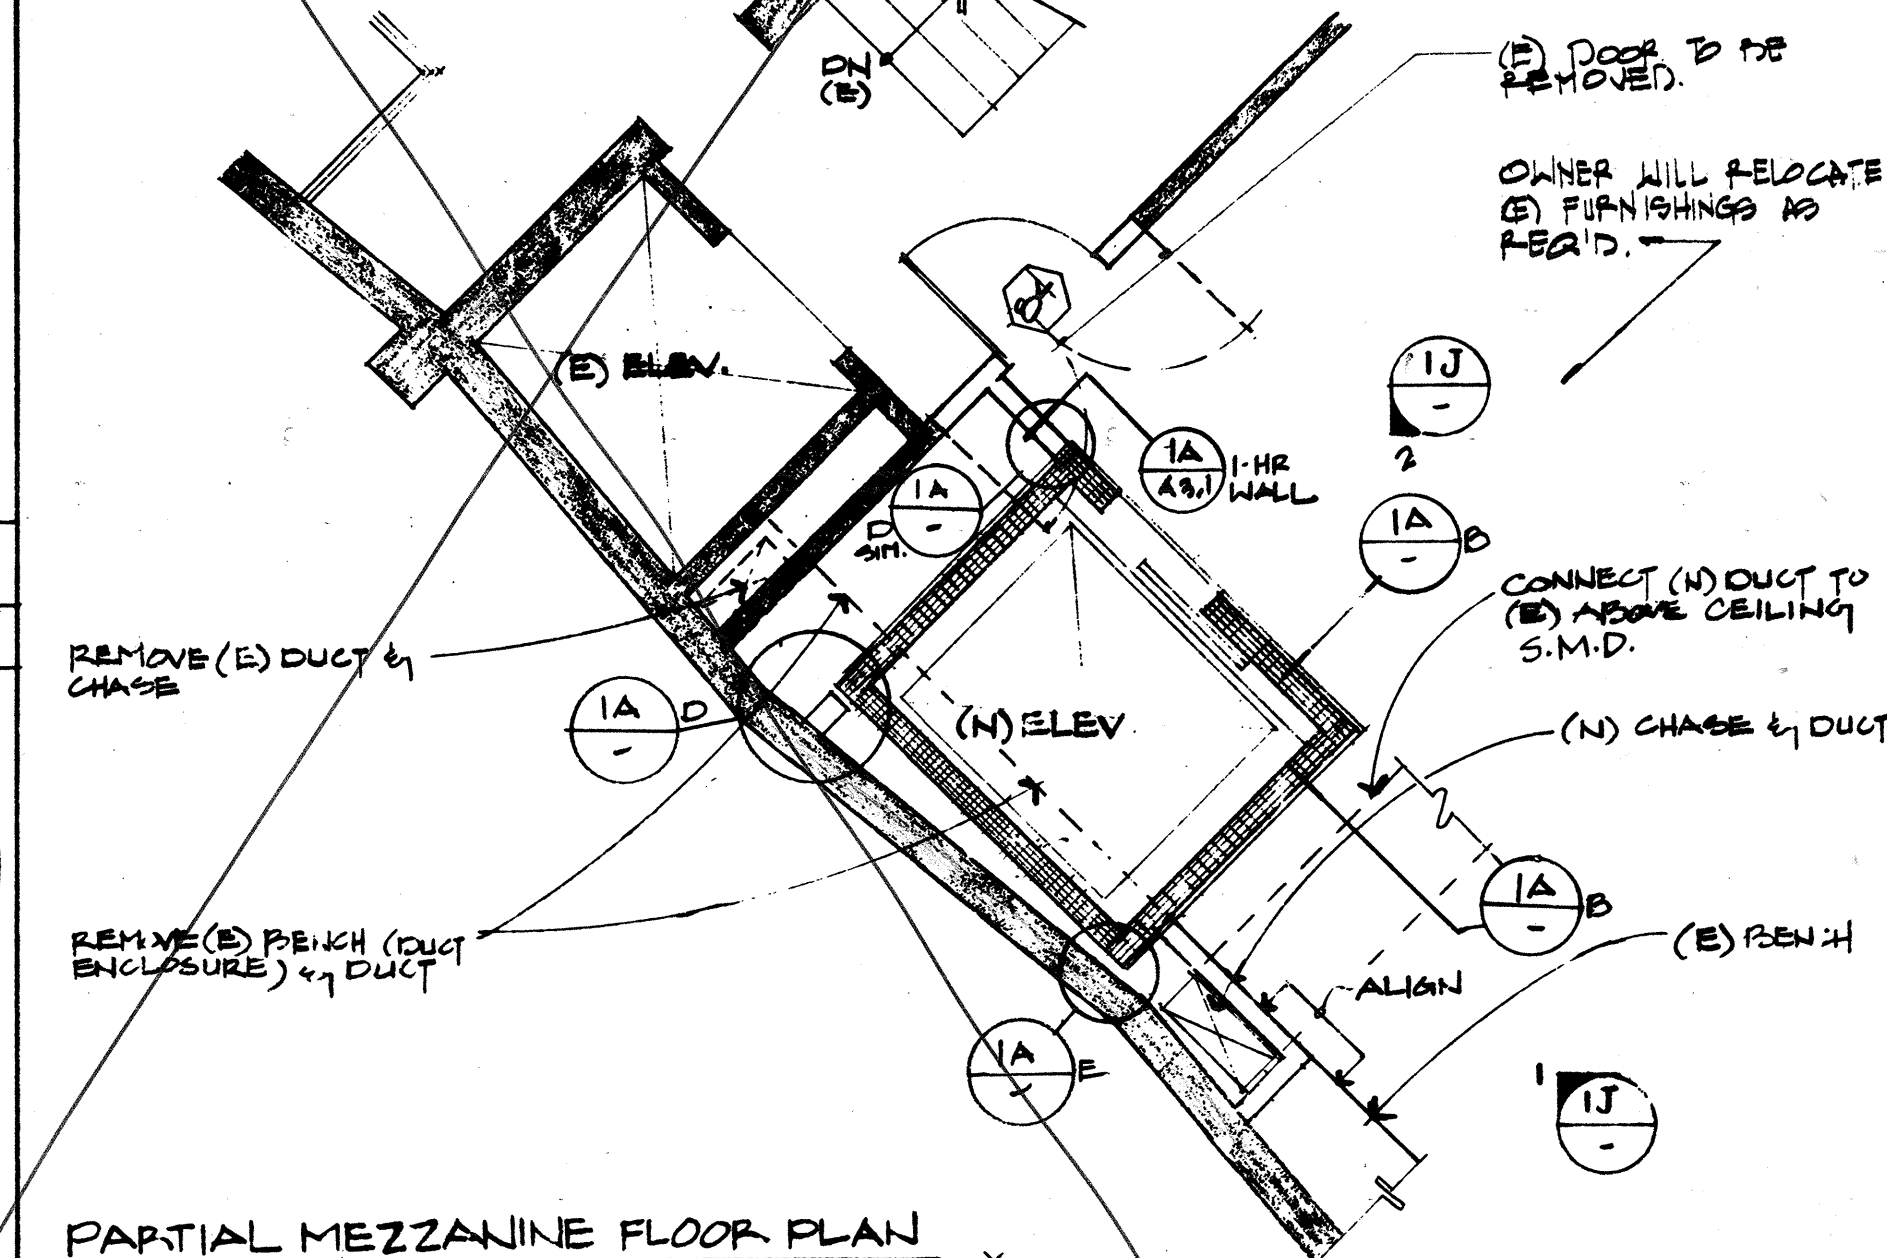 DN
(E)
(E) DOOR TO BE
REMOVED.
OWNER WILL RELOCATE
(E) FURNISHINGS AS
REQ'D.
(E) ELEV.
1J
-
2
1A
A3.1
1-HR
WALL
1A
-
D
SIM.
1A
-
B
CONNECT (N) DUCT TO
(E) ABOVE CEILING
S.M.D.
REMOVE (E) DUCT &
CHASE
1A
-
D
(N) ELEV
(N) CHASE & DUCT
1A
-
B
REMOVE (E) BENCH (DUCT
ENCLOSURE) & DUCT
(E) BENCH
ALIGN
1A
-
E
1
1J
-
PARTIAL MEZZANINE FLOOR PLAN